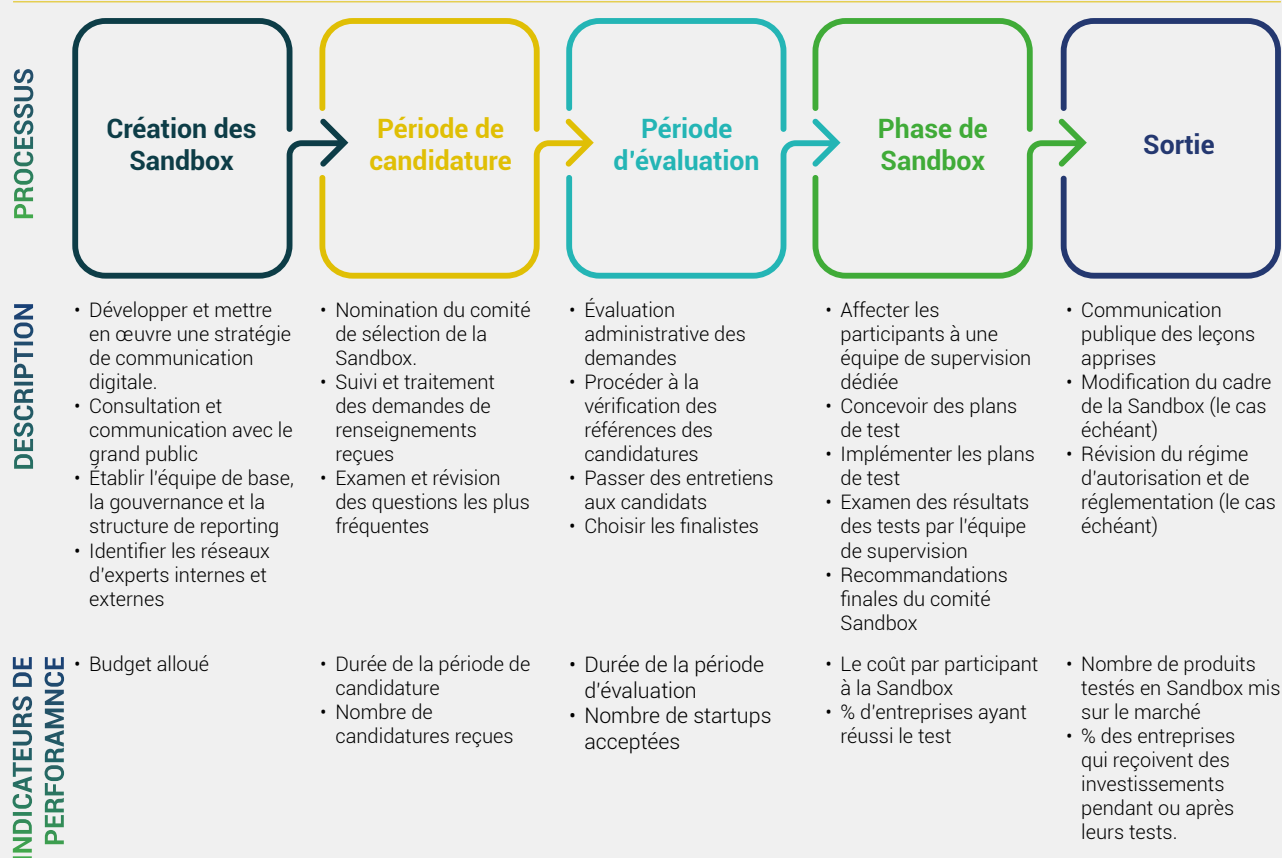 PROCESSUS
Création des
Sandbox
Période de
candidature
Période
d'évaluation
Phase de
Sandbox
Sortie
DESCRIPTION
• Développer et mettre
en œuvre une stratégie
de communication
digitale.
• Consultation et
communication avec le
grand public
• Établir l'équipe de base,
la gouvernance et la
structure de reporting
• Identifier les réseaux
d'experts internes et
externes
• Nomination du comité
de sélection de la
Sandbox.
• Suivi et traitement
des demandes de
renseignements
reçues
• Examen et révision
des questions les plus
fréquentes
• Évaluation
administrative des
demandes
• Procéder à la
vérification des
références des
candidatures
• Passer des entretiens
aux candidats
• Choisir les finalistes
• Affecter les
participants à une
équipe de supervision
dédiée
• Concevoir des plans
de test
• Implémenter les plans
de test
• Examen des résultats
des tests par l'équipe
de supervision
• Recommandations
finales du comité
Sandbox
• Communication
publique des leçons
apprises
• Modification du cadre
de la Sandbox (le cas
échéant)
• Révision du régime
d'autorisation et de
réglementation (le cas
échéant)
INDICATEURS DE
PERFORAMNCE
• Budget alloué
• Durée de la période de
candidature
• Nombre de
candidatures reçues
• Durée de la période
d'évaluation
• Nombre de startups
acceptées
• Le coût par participant
à la Sandbox
• % d'entreprises ayant
réussi le test
• Nombre de produits
testés en Sandbox mis
sur le marché
• % des entreprises
qui reçoivent des
investissements
pendant ou après
leurs tests.